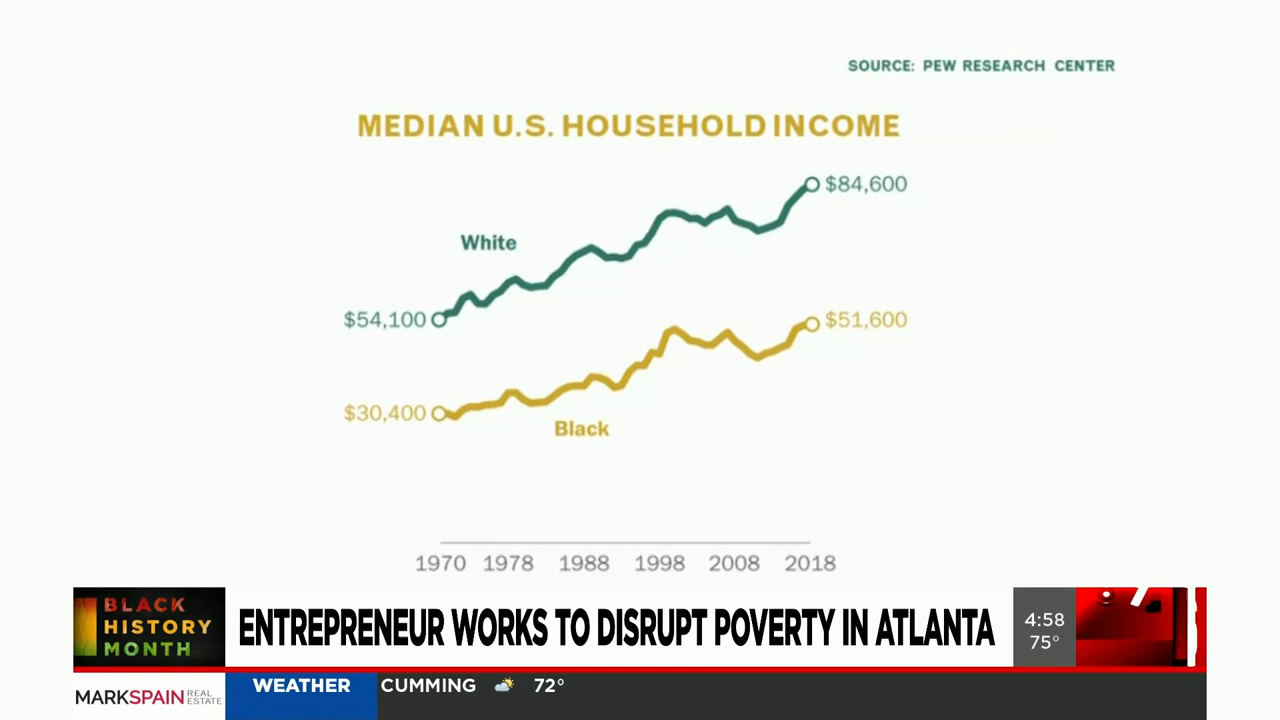 SOURCE: PEW RESEARCH CENTER
MEDIAN U.S. HOUSEHOLD INCOME
$84,600
White
$54,100
$51,600
$30,400
Black
1970 1978 1988 1998 2008 2018
BLACK
HISTORY
MONTH
ENTREPRENEUR WORKS TO DISRUPT POVERTY IN ATLANTA
4:58
75°
MARKSPAIN REAL ESTATE
WEATHER
CUMMING 72°